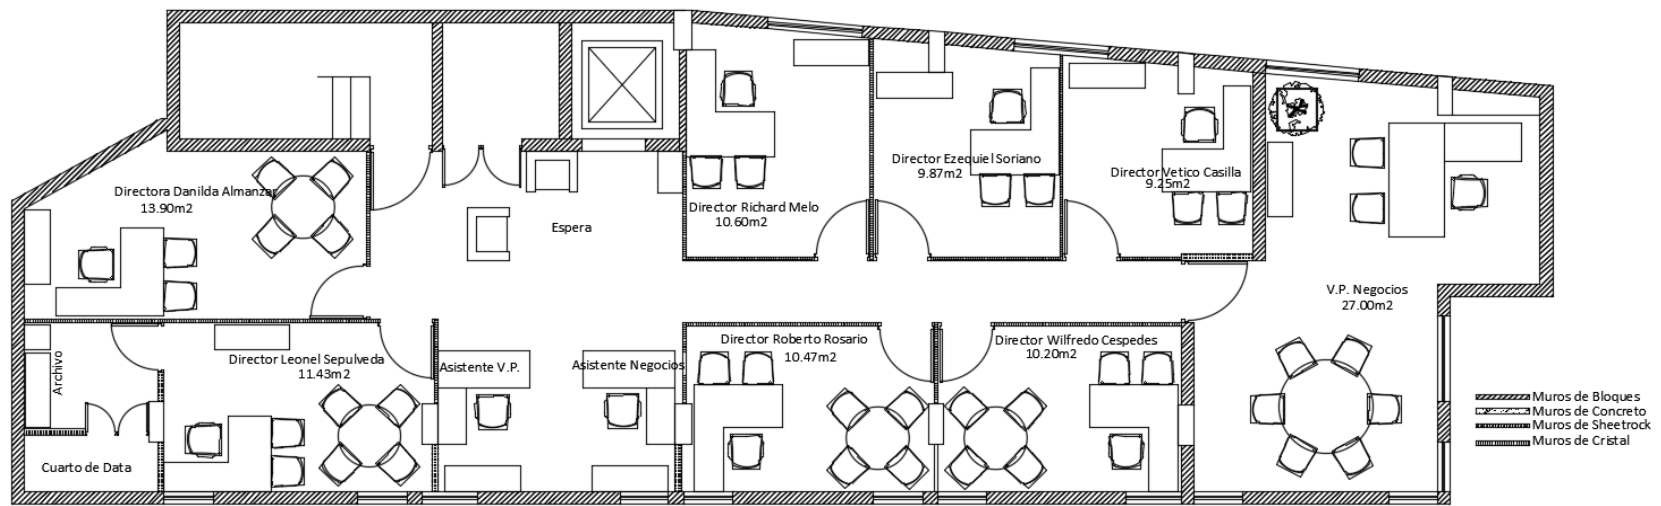 Directora Danilda Almanzar
13.90m2
Espera
Director Richard Melo
10.60m2
Director Ezequiel Soriano
9.87m2
Director Vetico Casilla
9.25m2
V.P. Negocios
27.00m2
Archivo
Cuarto de Data
Director Leonel Sepulveda
11.43m2
Asistente V.P.
Asistente Negocios
Director Roberto Rosario
10.47m2
Director Wilfredo Cespedes
10.20m2
Muros de Bloques
Muros de Concreto
Muros de Sheetrock
Muros de Cristal